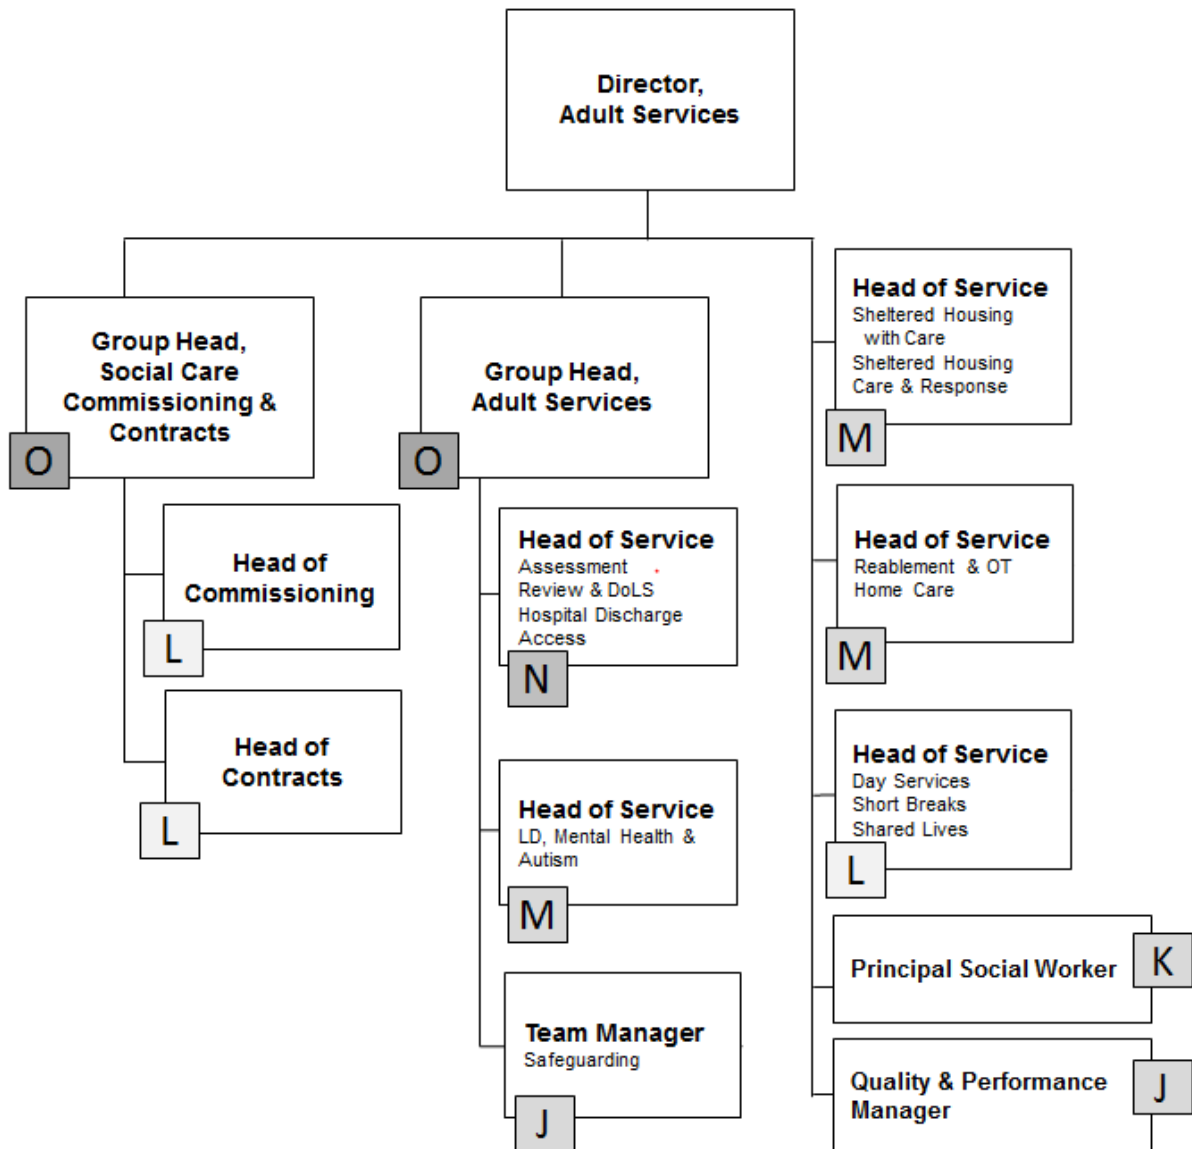 Director,
Adult Services
Group Head,
Social Care
Commissioning &
Contracts
O
Head of
Commissioning
L
Head of
Contracts
L
Group Head,
Adult Services
O
Head of Service
Assessment
Review & DoLS
Hospital Discharge
Access
N
Head of Service
LD, Mental Health &
Autism
M
Team Manager
Safeguarding
J
Head of Service
Sheltered Housing
with Care
Sheltered Housing
Care & Response
M
Head of Service
Reablement & OT
Home Care
M
Head of Service
Day Services
Short Breaks
Shared Lives
L
Principal Social Worker
K
Quality & Performance
Manager
J